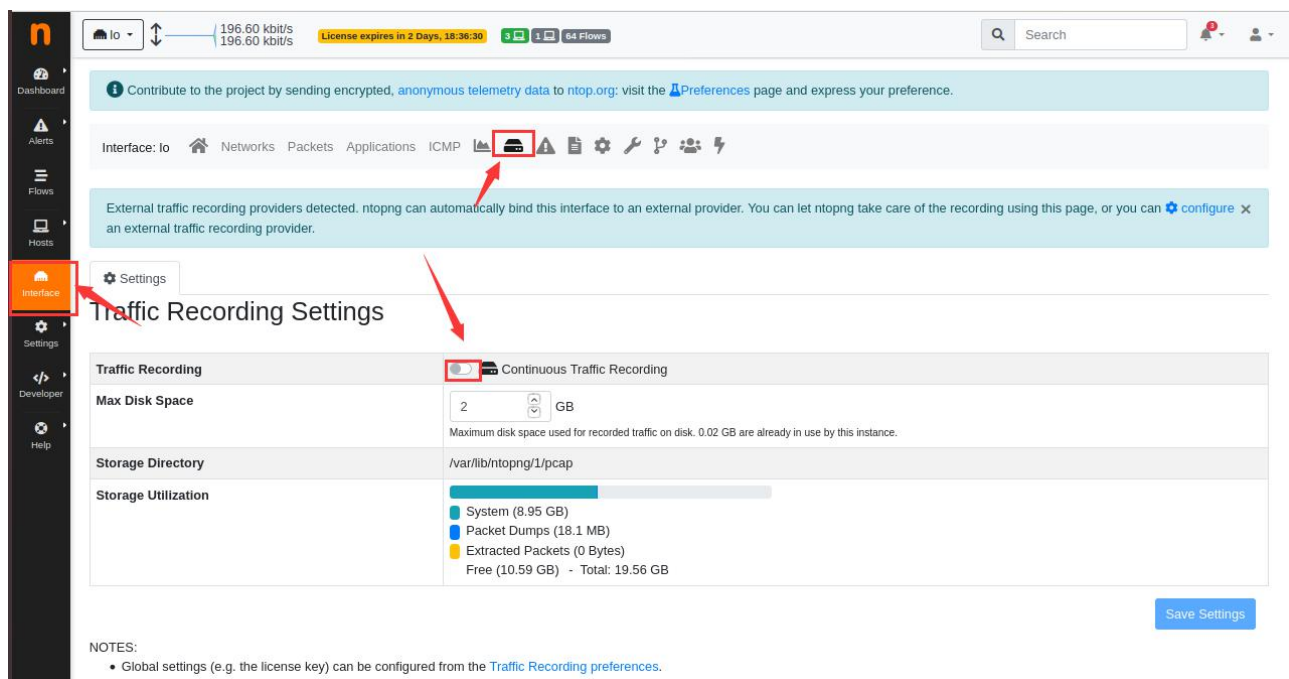 n
lo
196.60 kbit/s
196.60 kbit/s
License expires in 2 Days, 18:36:30
3
1
64 Flows
Search
3
Dashboard
Alerts
Flows
Hosts
Interface
Settings
Developer
Help
Contribute to the project by sending encrypted, anonymous telemetry data to ntop.org: visit the Preferences page and express your preference.
Interface: lo Networks Packets Applications ICMP
External traffic recording providers detected. ntopng can automatically bind this interface to an external provider. You can let ntopng take care of the recording using this page, or you can configure
an external traffic recording provider.
Settings
Traffic Recording Settings
Traffic Recording
Continuous Traffic Recording
Max Disk Space
2 GB
Maximum disk space used for recorded traffic on disk. 0.02 GB are already in use by this instance.
Storage Directory
/var/lib/ntopng/1/pcap
Storage Utilization
System (8.95 GB)
Packet Dumps (18.1 MB)
Extracted Packets (0 Bytes)
Free (10.59 GB) - Total: 19.56 GB
Save Settings
NOTES:
• Global settings (e.g. the license key) can be configured from the Traffic Recording preferences.